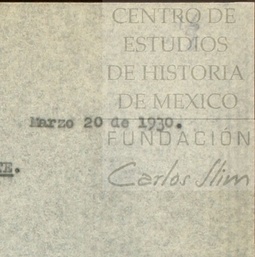 CENTRO DE
ESTUDIOS
DE HISTORIA
DE MEXICO
Marzo 20 de 1930.
FUNDACIÓN
Carlos Slim